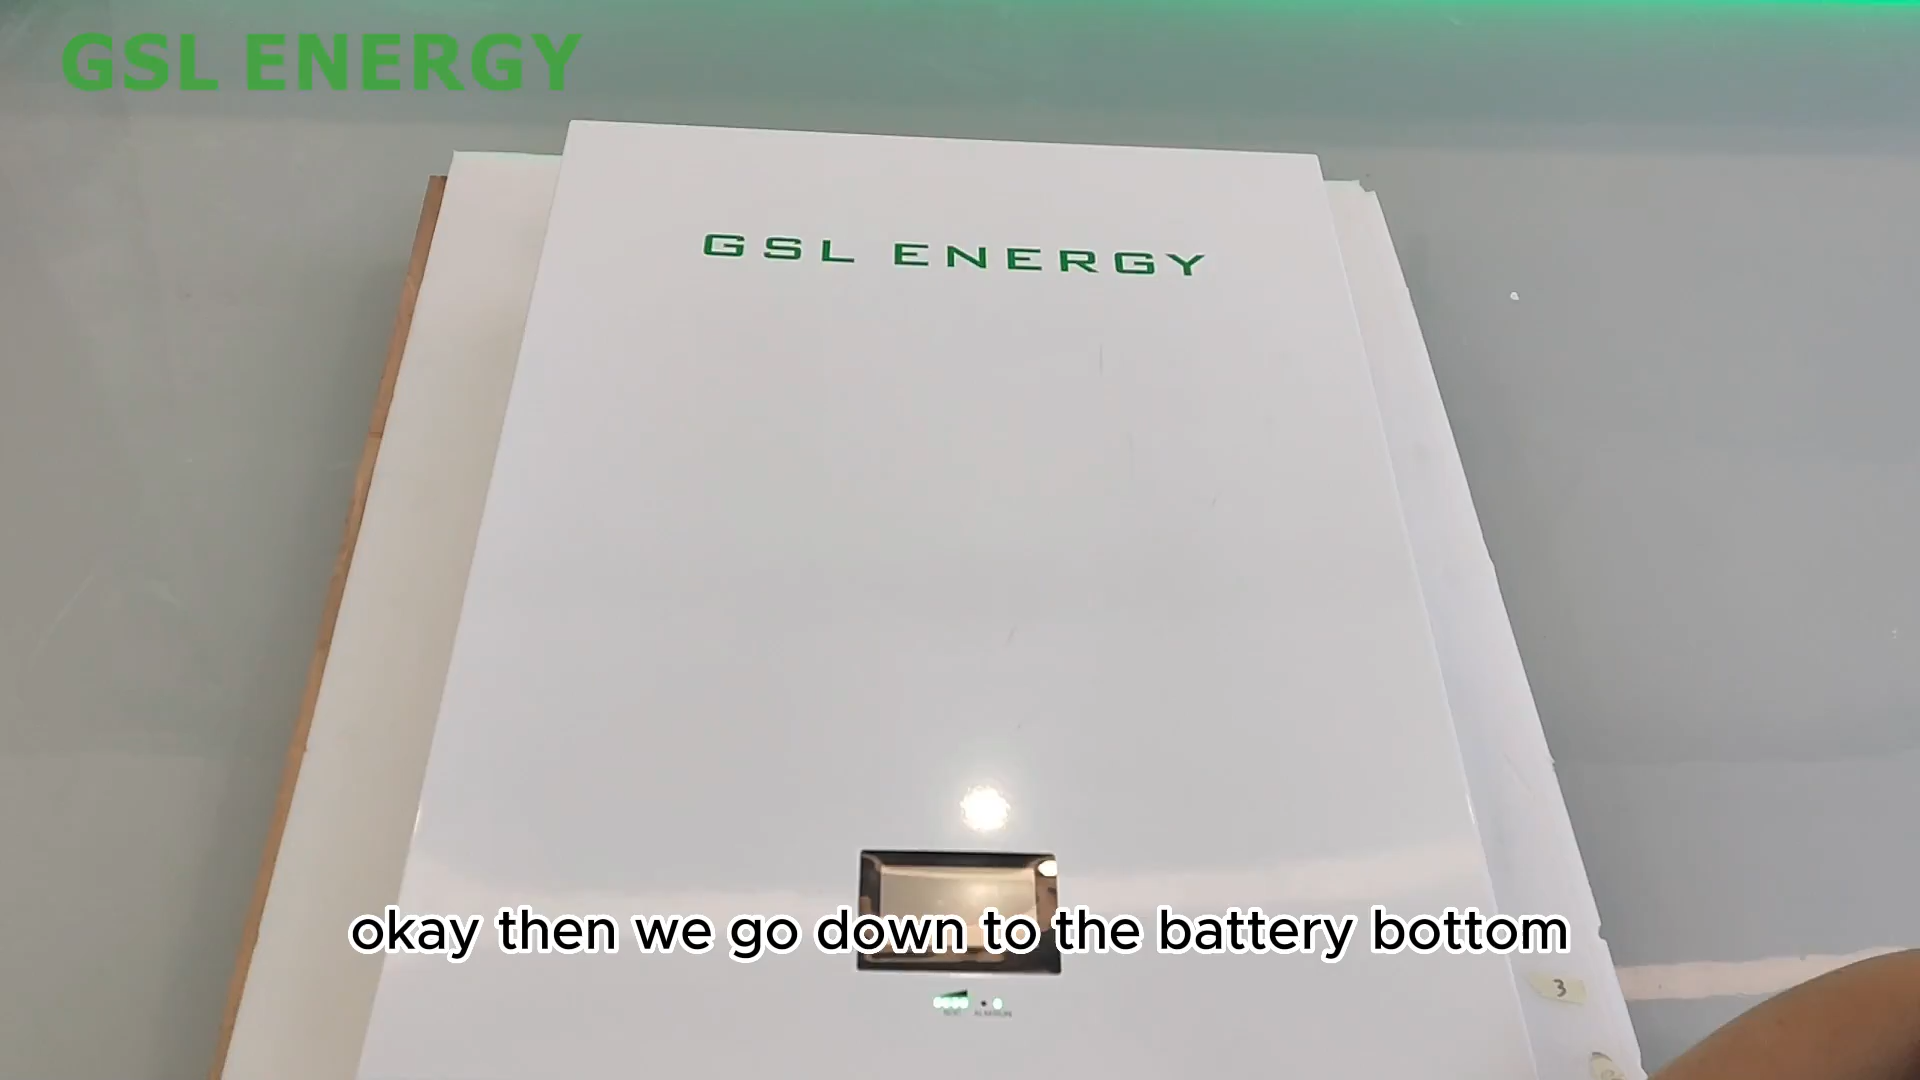 GSL ENERGY
GSL ENERGY
okay then we go down to the battery bottom
3